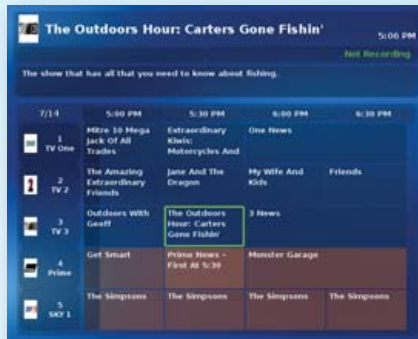 The Outdoors Hour: Carters Gone Fishin'
5:06 PM
Not Recording
The show that has all that you need to know about fishing.
7/14 5:00 PM 5:30 PM 6:00 PM 6:30 PM
1
TV One
Mitre 10 Mega
Jack Of All
Trades
Extraordinary
Kiwis:
Motorcycles And
One News
2
TV 2
The Amazing
Extraordinary
Friends
Jane And The
Dragon
My Wife And
Kids
Friends
3
TV 3
Outdoors With
Geoff
The Outdoors
Hour: Carters
Gone Fishin'
3 News
4
Prime
Get Smart
Prime News -
First At 5:30
Monster Garage
5
SKY 1
The Simpsons
The Simpsons
The Simpsons
The Simpsons